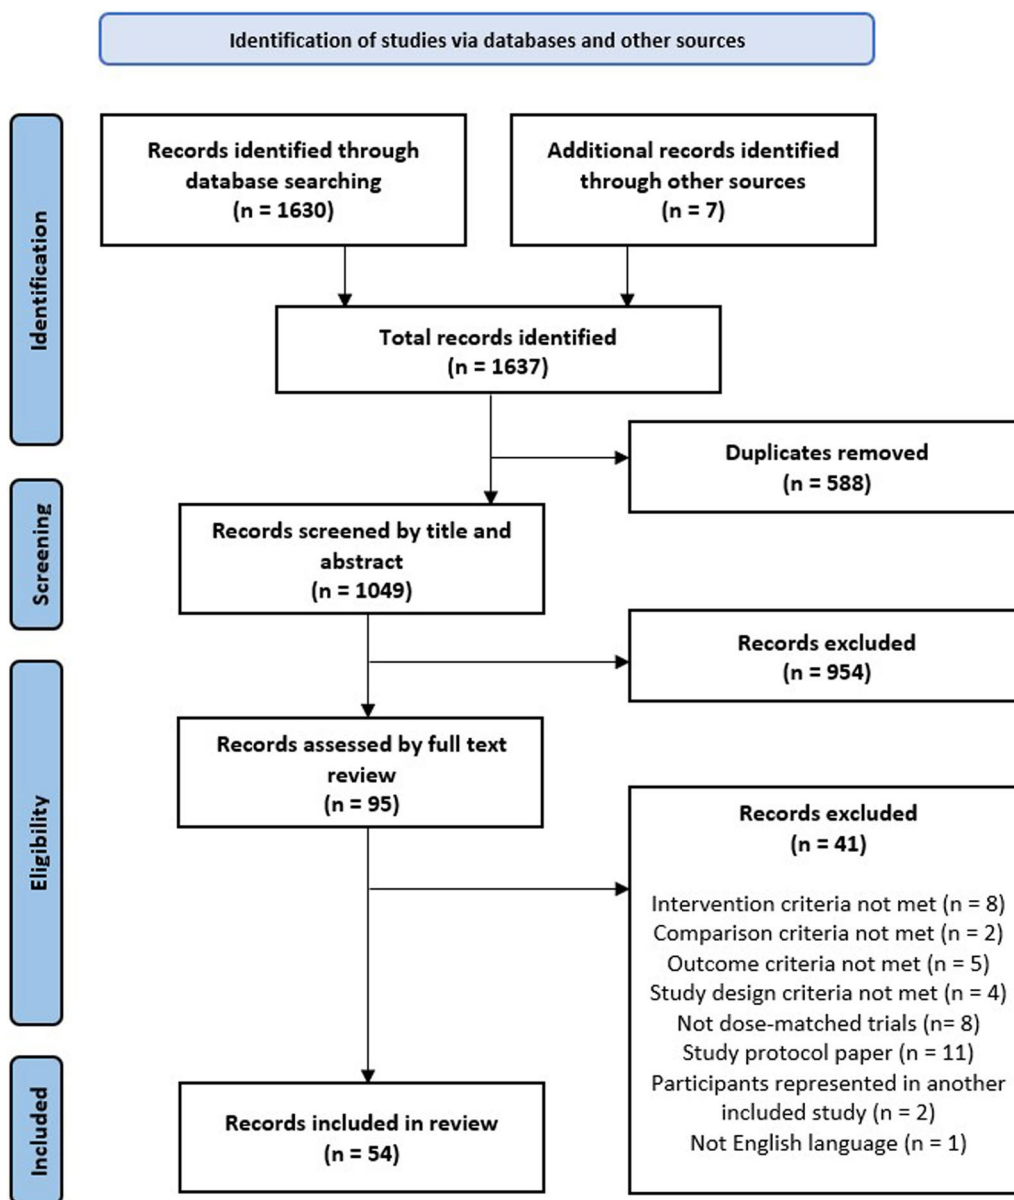 Identification of studies via databases and other sources
Identification
Records identified through
database searching
(n = 1630)
Additional records identified
through other sources
(n = 7)
Total records identified
(n = 1637)
Duplicates removed
(n = 588)
Screening
Records screened by title and
abstract
(n = 1049)
Records excluded
(n = 954)
Eligibility
Records assessed by full text
review
(n = 95)
Records excluded
(n = 41)
Intervention criteria not met (n = 8)
Comparison criteria not met (n = 2)
Outcome criteria not met (n = 5)
Study design criteria not met (n = 4)
Not dose-matched trials (n= 8)
Study protocol paper (n = 11)
Participants represented in another
included study (n = 2)
Not English language (n = 1)
Included
Records included in review
(n = 54)